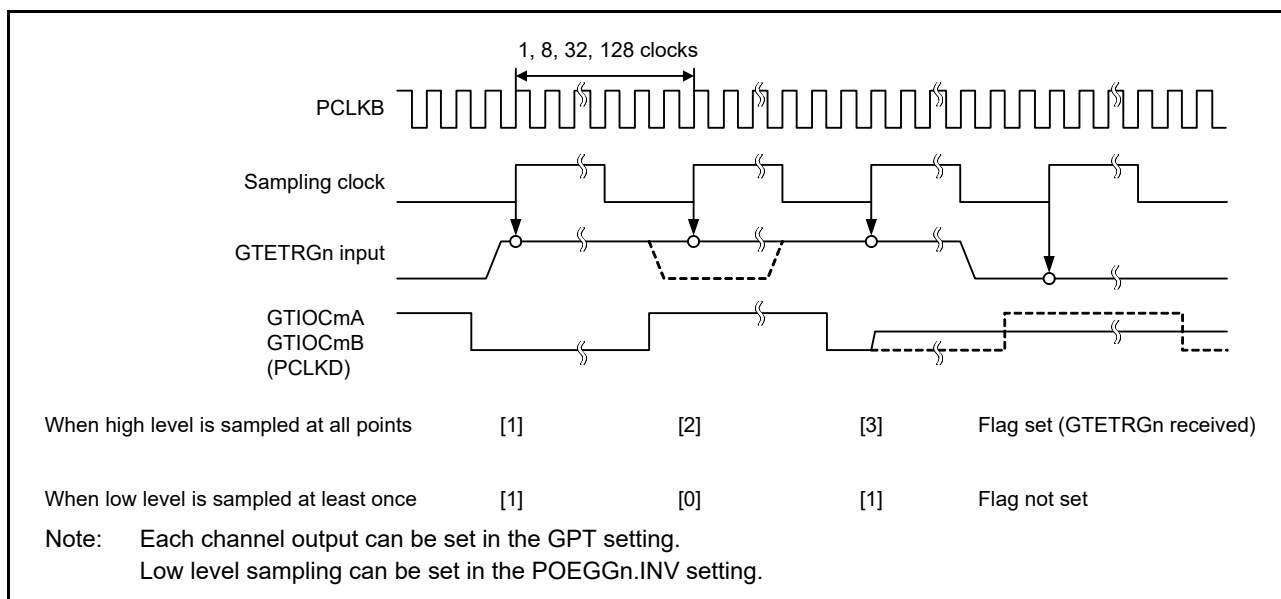 1, 8, 32, 128 clocks
PCLKB
Sampling clock
GTETRGn input
GTIOCmA
GTIOCmB
(PCLKD)
When high level is sampled at all points [1] [2] [3] Flag set (GTETRGn received)
When low level is sampled at least once [1] [0] [1] Flag not set
Note: Each channel output can be set in the GPT setting.
Low level sampling can be set in the POEGGn.INV setting.